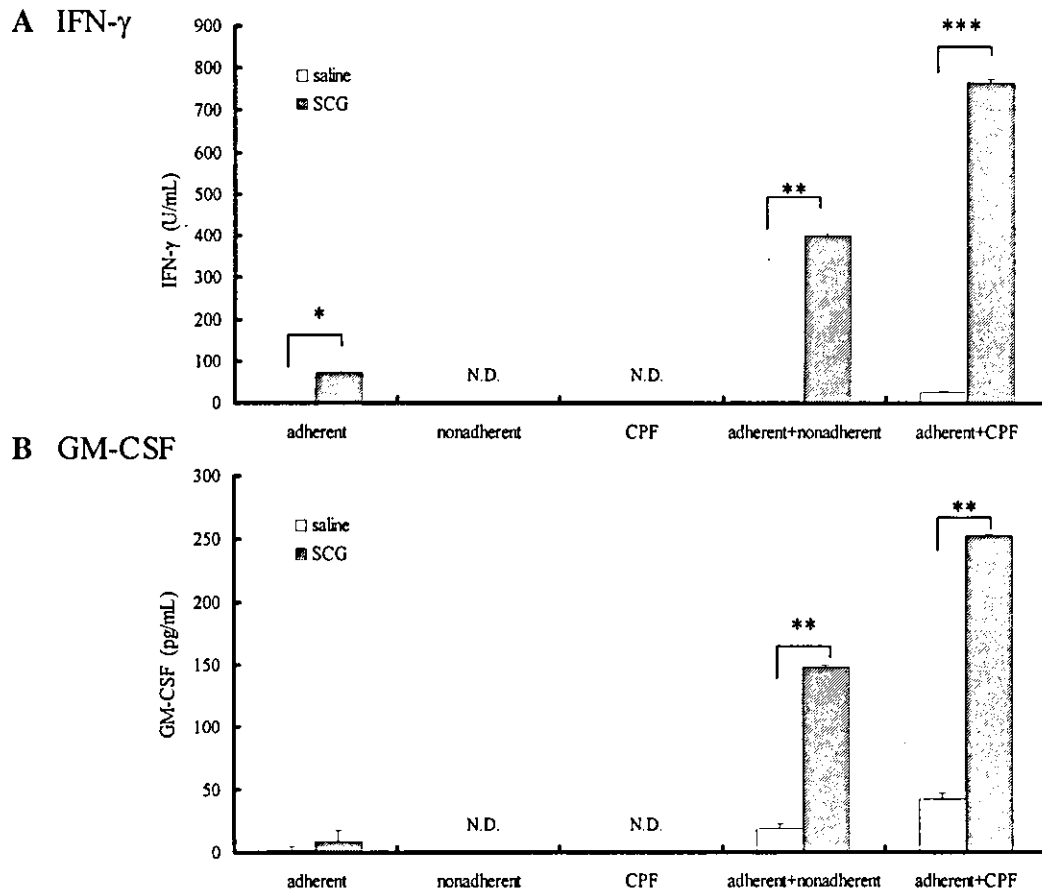 A IFN-γ
900
800
700
600
500
400
300
200
100
0
IFN-γ (U/mL)
saline
SCG
*
N.D.
N.D.
**
***
adherent nonadherent CPF adherent+nonadherent adherent+CPF
B GM-CSF
300
250
200
150
100
50
0
GM-CSF (pg/mL)
saline
SCG
N.D.
N.D.
**
**
adherent nonadherent CPF adherent+nonadherent adherent+CPF